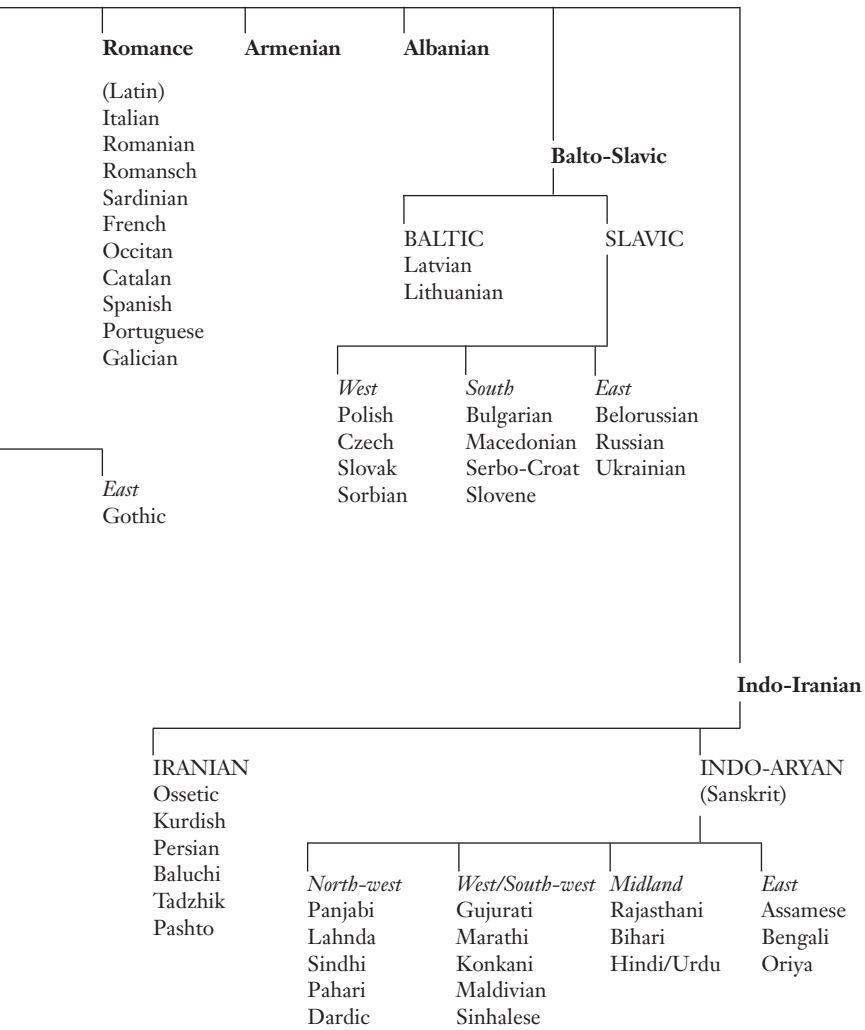 Romance
Armenian
Albanian
(Latin)
Italian
Romanian
Romansch
Sardinian
French
Occitan
Catalan
Spanish
Portuguese
Galician
Balto-Slavic
BALTIC
Latvian
Lithuanian
SLAVIC
West
Polish
Czech
Slovak
Sorbian
South
Bulgarian
Macedonian
Serbo-Croat
Slovene
East
Belorussian
Russian
Ukrainian
East
Gothic
Indo-Iranian
IRANIAN
Ossetic
Kurdish
Persian
Baluchi
Tadzhik
Pashto
INDO-ARYAN
(Sanskrit)
North-west
Panjabi
Lahnda
Sindhi
Pahari
Dardic
West/South-west
Gujurati
Marathi
Konkani
Maldivian
Sinhalese
Midland
Rajasthani
Bihari
Hindi/Urdu
East
Assamese
Bengali
Oriya